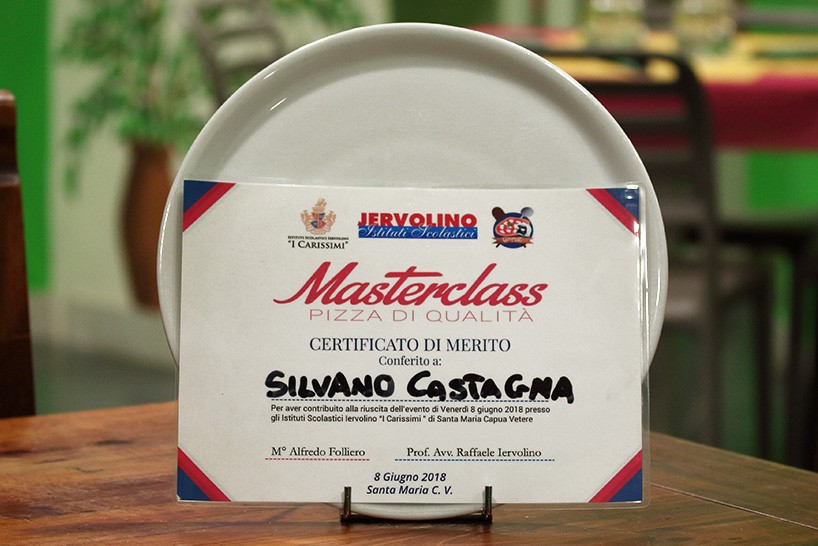 ISTITUTI SCOLASTICI IERVOLINO
"I CARISSIMI"
JERVOLINO
Istituti Scolastici
Masterclass
PIZZA DI QUALITÀ
CERTIFICATO DI MERITO
Conferito a:
SILVANO CASTAGNA
Per aver contribuito alla riuscita dell'evento di Venerdì 8 giugno 2018 presso
gli Istituti Scolastici Iervolino "I Carissimi " di Santa Maria Capua Vetere
M° Alfredo Folliero
Prof. Avv. Raffaele Iervolino
8 Giugno 2018
Santa Maria C. V.